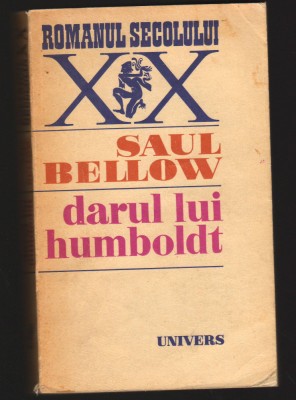 ROMANUL SECOLULUI
XX
SAUL
BELLOW
darul lui
humboldt
UNIVERS